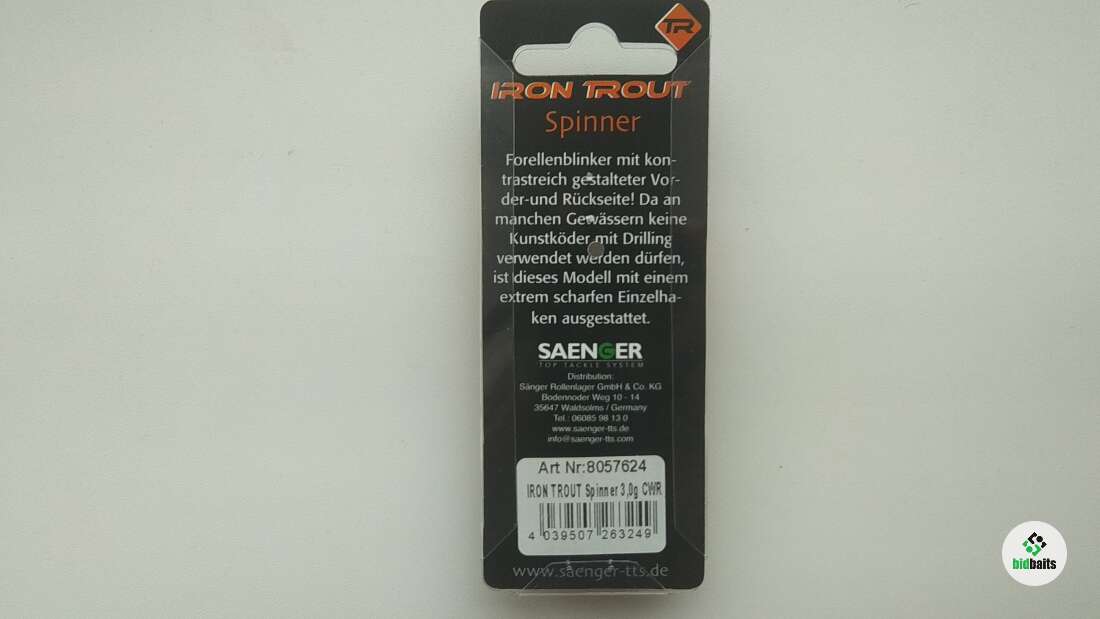 TR
IRON TROUT
Spinner
Forellenblinker mit kon-
trastreich gestalteter Vor-
der-und Rückseite! Da an
manchen Gewässern keine
Kunstköder mit Drilling
verwendet werden dürfen,
ist dieses Modell mit einem
extrem scharfen Einzelha-
ken ausgestattet.
SAENGER
TOP TACKLE SYSTEM
Distribution:
Sänger Rollenlager GmbH & Co. KG
Bodennoder Weg 10 - 14
35647 Waldsolms / Germany
Tel.: 06085 98 13 0
www.saenger-tts.de
info@saenger-tts.com
Art Nr:8057624
IRON TROUT Spinner 3,0g CWR
4 039507 263249
www.saenger-tts.de
bidbaits